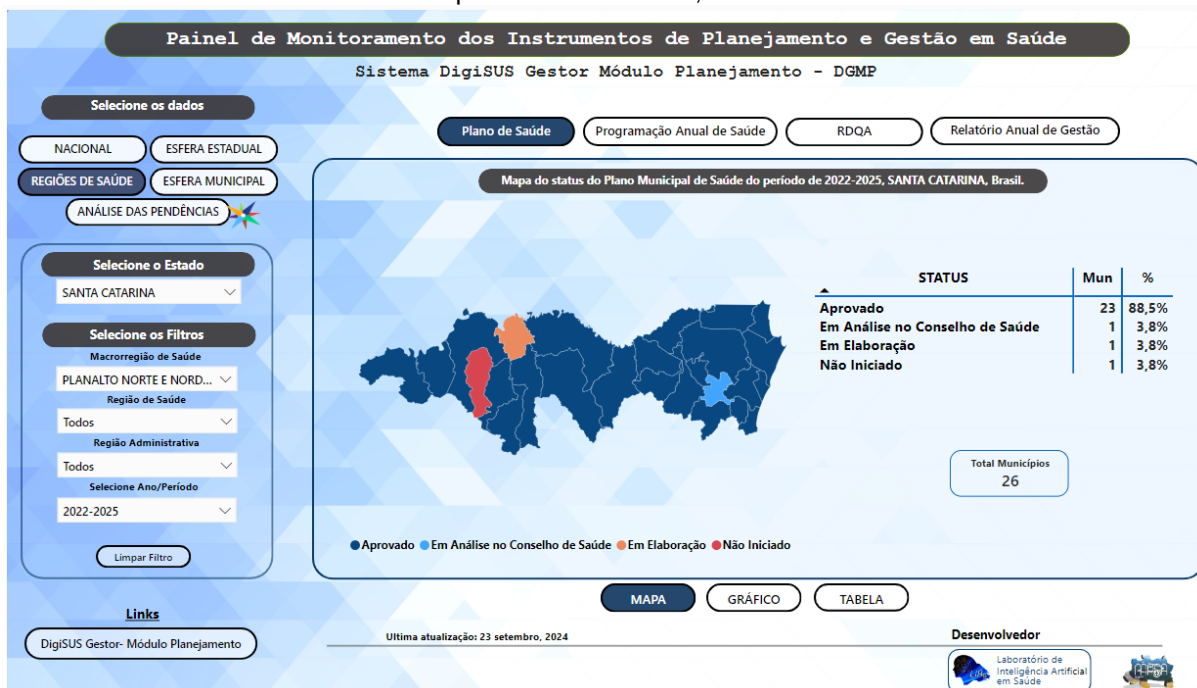 Painel de Monitoramento dos Instrumentos de Planejamento e Gestão em Saúde
Sistema DigiSUS Gestor Módulo Planejamento - DGMP
Selecione os dados
NACIONAL
ESFERA ESTADUAL
REGIÕES DE SAÚDE
ESFERA MUNICIPAL
ANÁLISE DAS PENDÊNCIAS
Plano de Saúde
Programação Anual de Saúde
RDQA
Relatório Anual de Gestão
Selecione o Estado
SANTA CATARINA
Selecione os Filtros
Macrorregião de Saúde
PLANALTO NORTE E NORD...
Região de Saúde
Todos
Região Administrativa
Todos
Selecione Ano/Período
2022-2025
Limpar Filtro
Mapa do status do Plano Municipal de Saúde do período de 2022-2025, SANTA CATARINA, Brasil.
STATUS Mun %
Aprovado 23 88,5%
Em Análise no Conselho de Saúde 1 3,8%
Em Elaboração 1 3,8%
Não Iniciado 1 3,8%
Total Municípios
26
Aprovado Em Análise no Conselho de Saúde Em Elaboração Não Iniciado
MAPA
GRÁFICO
TABELA
Links
DigiSUS Gestor- Módulo Planejamento
Ultima atualização: 23 setembro, 2024
Desenvolvedor
Laboratório de
Inteligência Artificial
em Saúde